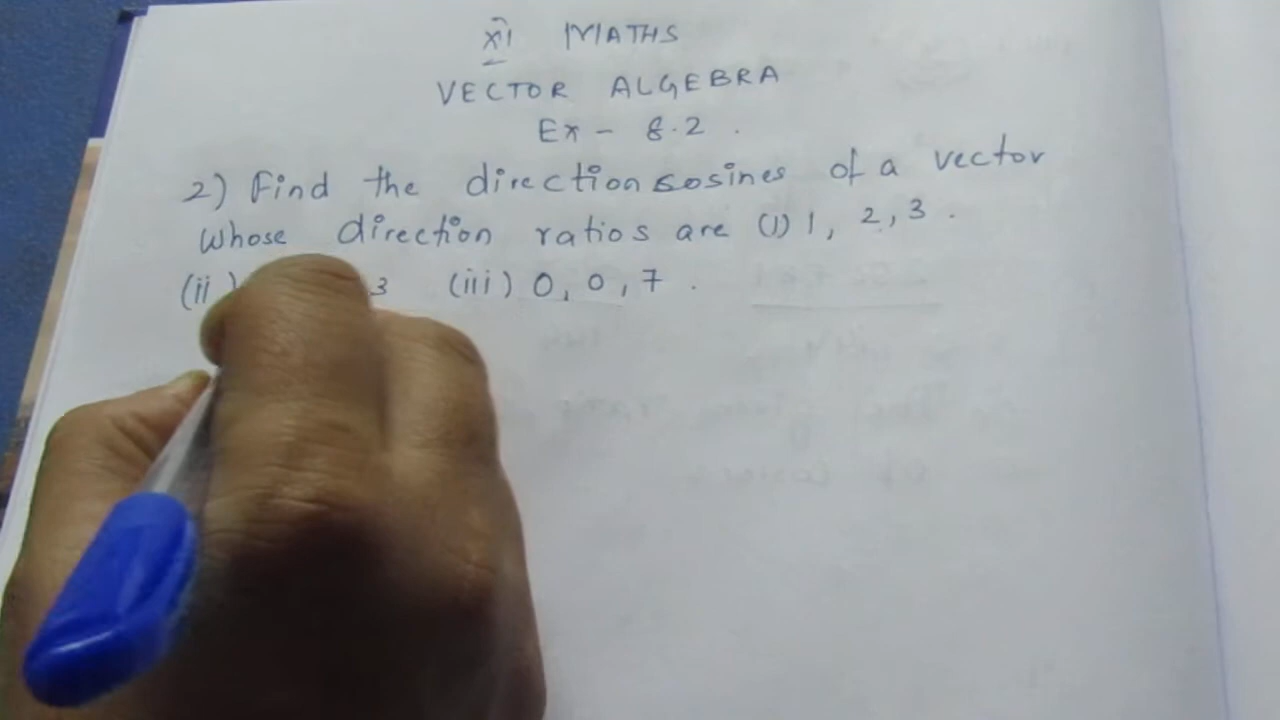 XI MATHS
VECTOR ALGEBRA
Ex - 8.2 .
2) Find the direction cosines of a vector
whose direction ratios are (i) 1, 2, 3 .
(ii) 3 (iii) 0, 0, 7 .